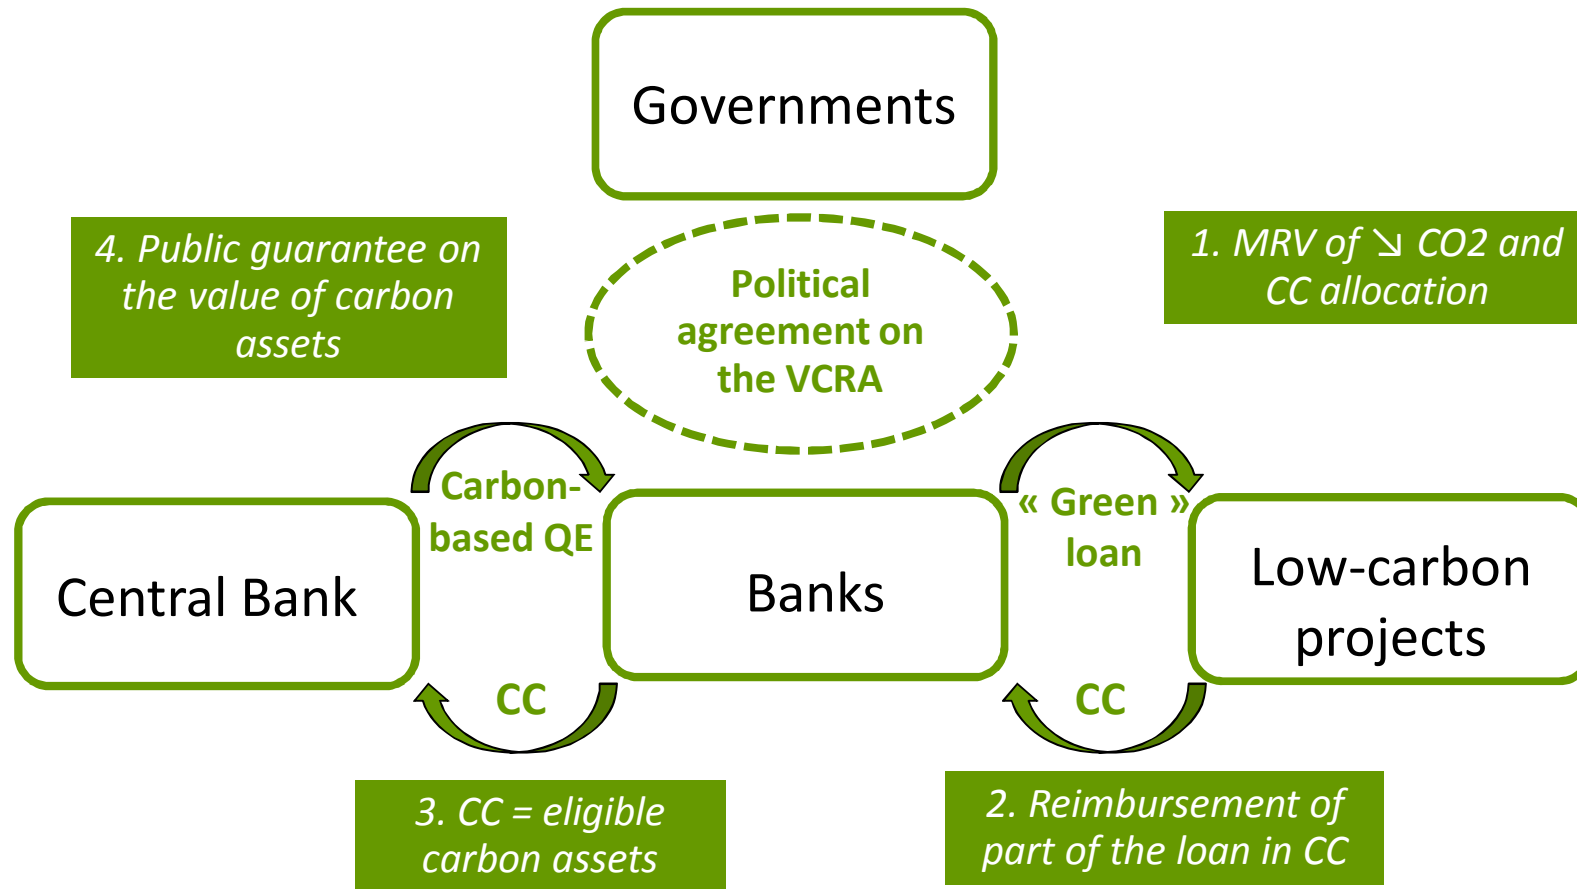 Governments
4. Public guarantee on
the value of carbon
assets
Political
agreement on
the VCRA
1. MRV of ↘ CO2 and
CC allocation
Central Bank
Carbon-
based QE
CC
Banks
« Green »
loan
CC
Low-carbon
projects
3. CC = eligible
carbon assets
2. Reimbursement of
part of the loan in CC